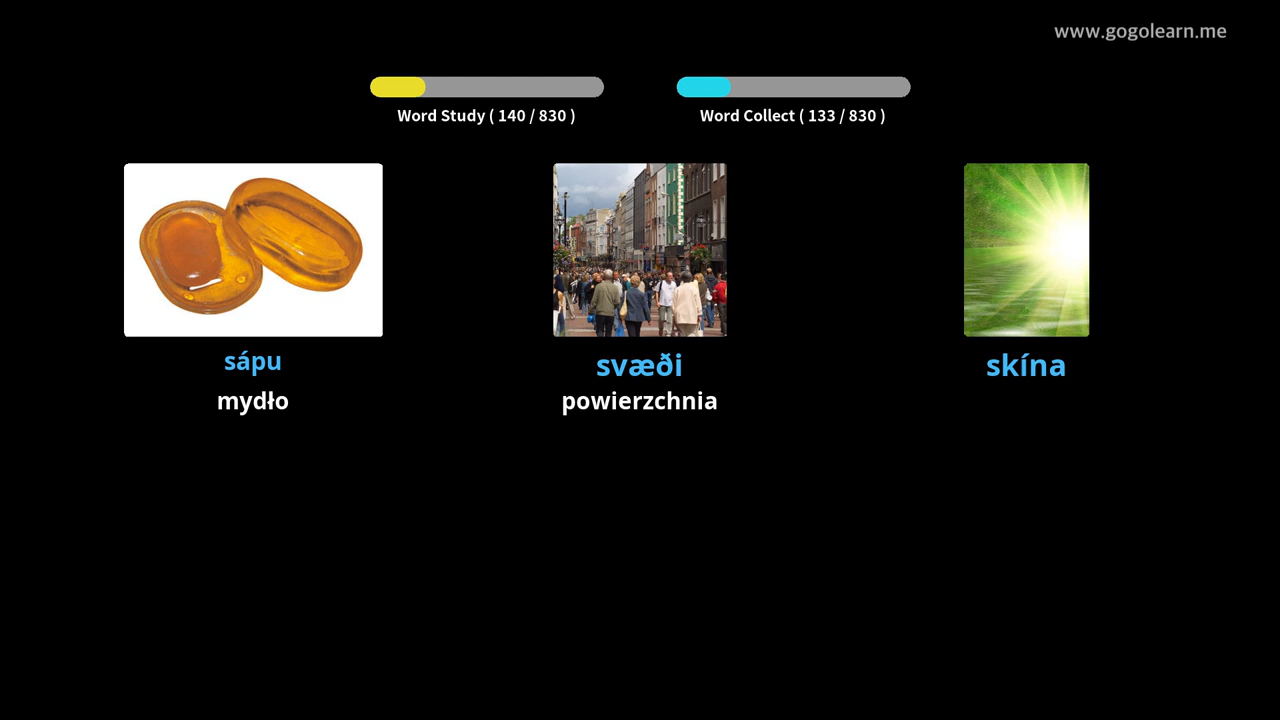 www.gogolearn.me
Word Study ( 140 / 830 )
Word Collect ( 133 / 830 )
sápu
mydło
svæði
powierzchnia
skína